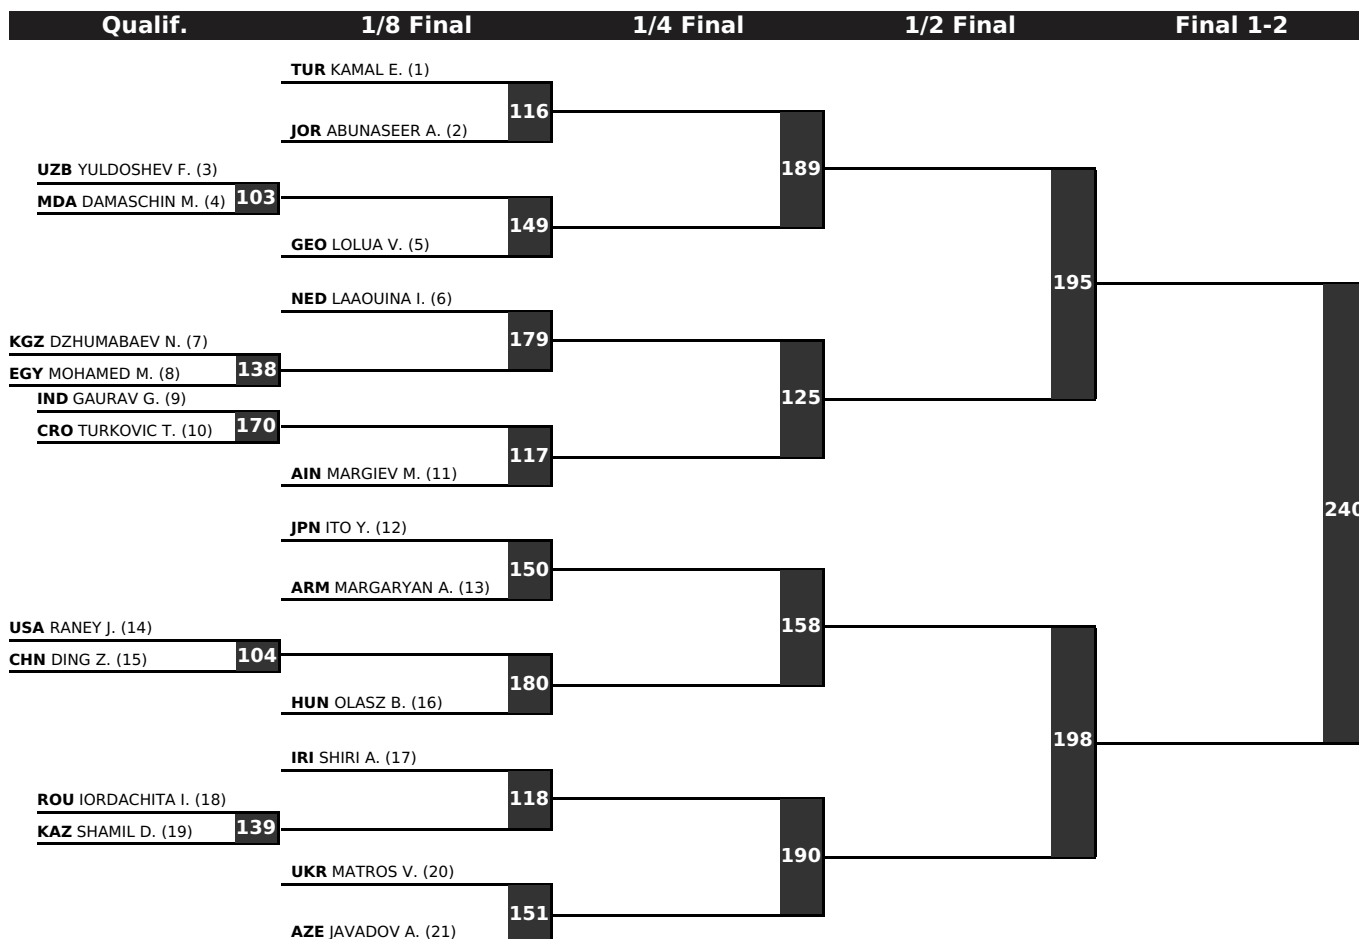 Qualif. 1/8 Final 1/4 Final 1/2 Final Final 1-2
TUR KAMAL E. (1)
116
JOR ABUNASEER A. (2)
UZB YULDOSHEV F. (3)
189
MDA DAMASCHIN M. (4) 103
149
GEO LOLUA V. (5)
195
NED LAAOUINA I. (6)
179
KGZ DZHUMABAEV N. (7)
EGY MOHAMED M. (8) 138
IND GAURAV G. (9)
125
170
CRO TURKOVIC T. (10)
117
AIN MARGIEV M. (11)
240
JPN ITO Y. (12)
150
ARM MARGARYAN A. (13)
158
USA RANEY J. (14)
CHN DING Z. (15) 104
180
HUN OLASZ B. (16)
198
IRI SHIRI A. (17)
118
ROU IORDACHITA I. (18)
KAZ SHAMIL D. (19) 139
190
UKR MATROS V. (20)
151
AZE JAVADOV A. (21)